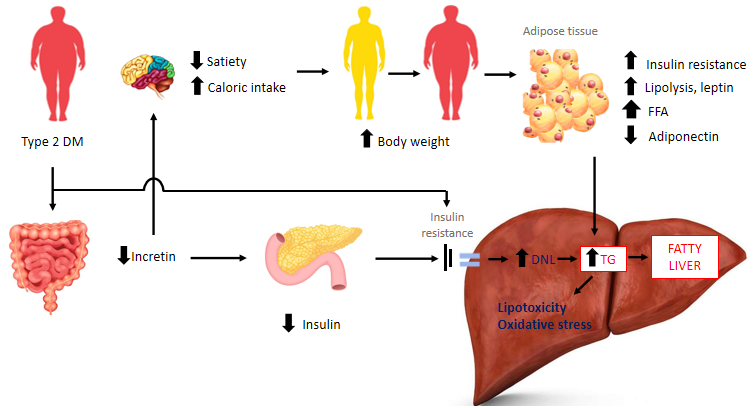 Adipose tissue
Satiety
Caloric intake
Insulin resistance
Lipolysis, leptin
FFA
Adiponectin
Type 2 DM
Body weight
Insulin
resistance
Incretin
DNL
TG
FATTY
LIVER
Lipotoxicity
Oxidative stress
Insulin